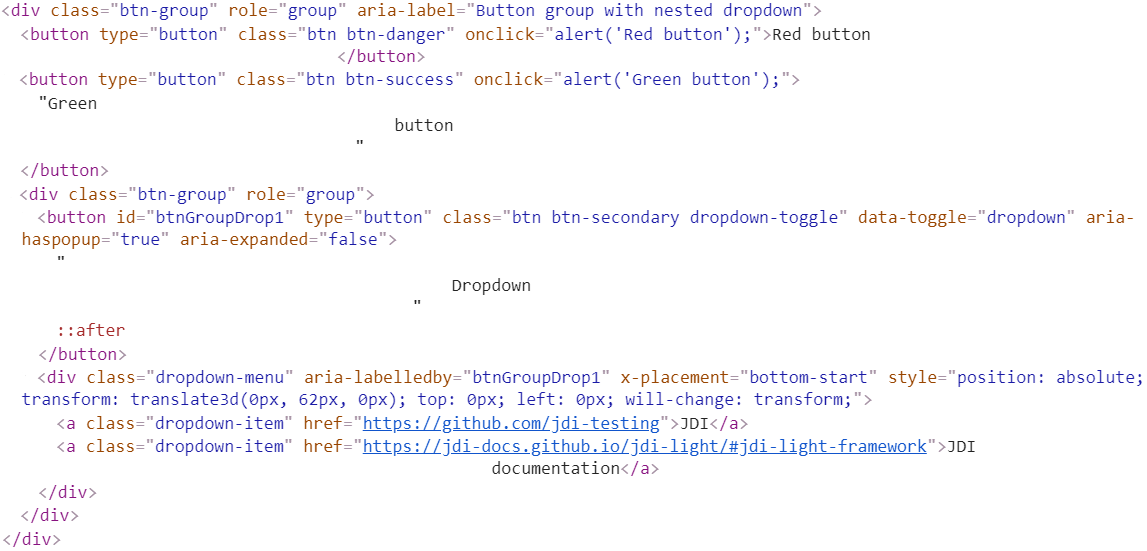 <div class="btn-group" role="group" aria-label="Button group with nested dropdown">
<button type="button" class="btn btn-danger" onclick="alert('Red button');">Red button
</button>
<button type="button" class="btn btn-success" onclick="alert('Green button');">
"Green
button
"
</button>
<div class="btn-group" role="group">
<button id="btnGroupDrop1" type="button" class="btn btn-secondary dropdown-toggle" data-toggle="dropdown" aria-
haspopup="true" aria-expanded="false">
"
Dropdown
"
::after
</button>
<div class="dropdown-menu" aria-labelledby="btnGroupDrop1" x-placement="bottom-start" style="position: absolute;
transform: translate3d(0px, 62px, 0px); top: 0px; left: 0px; will-change: transform;">
<a class="dropdown-item" href="https://github.com/jdi-testing">JDI</a>
<a class="dropdown-item" href="https://jdi-docs.github.io/jdi-light/#jdi-light-framework">JDI
documentation</a>
</div>
</div>
</div>